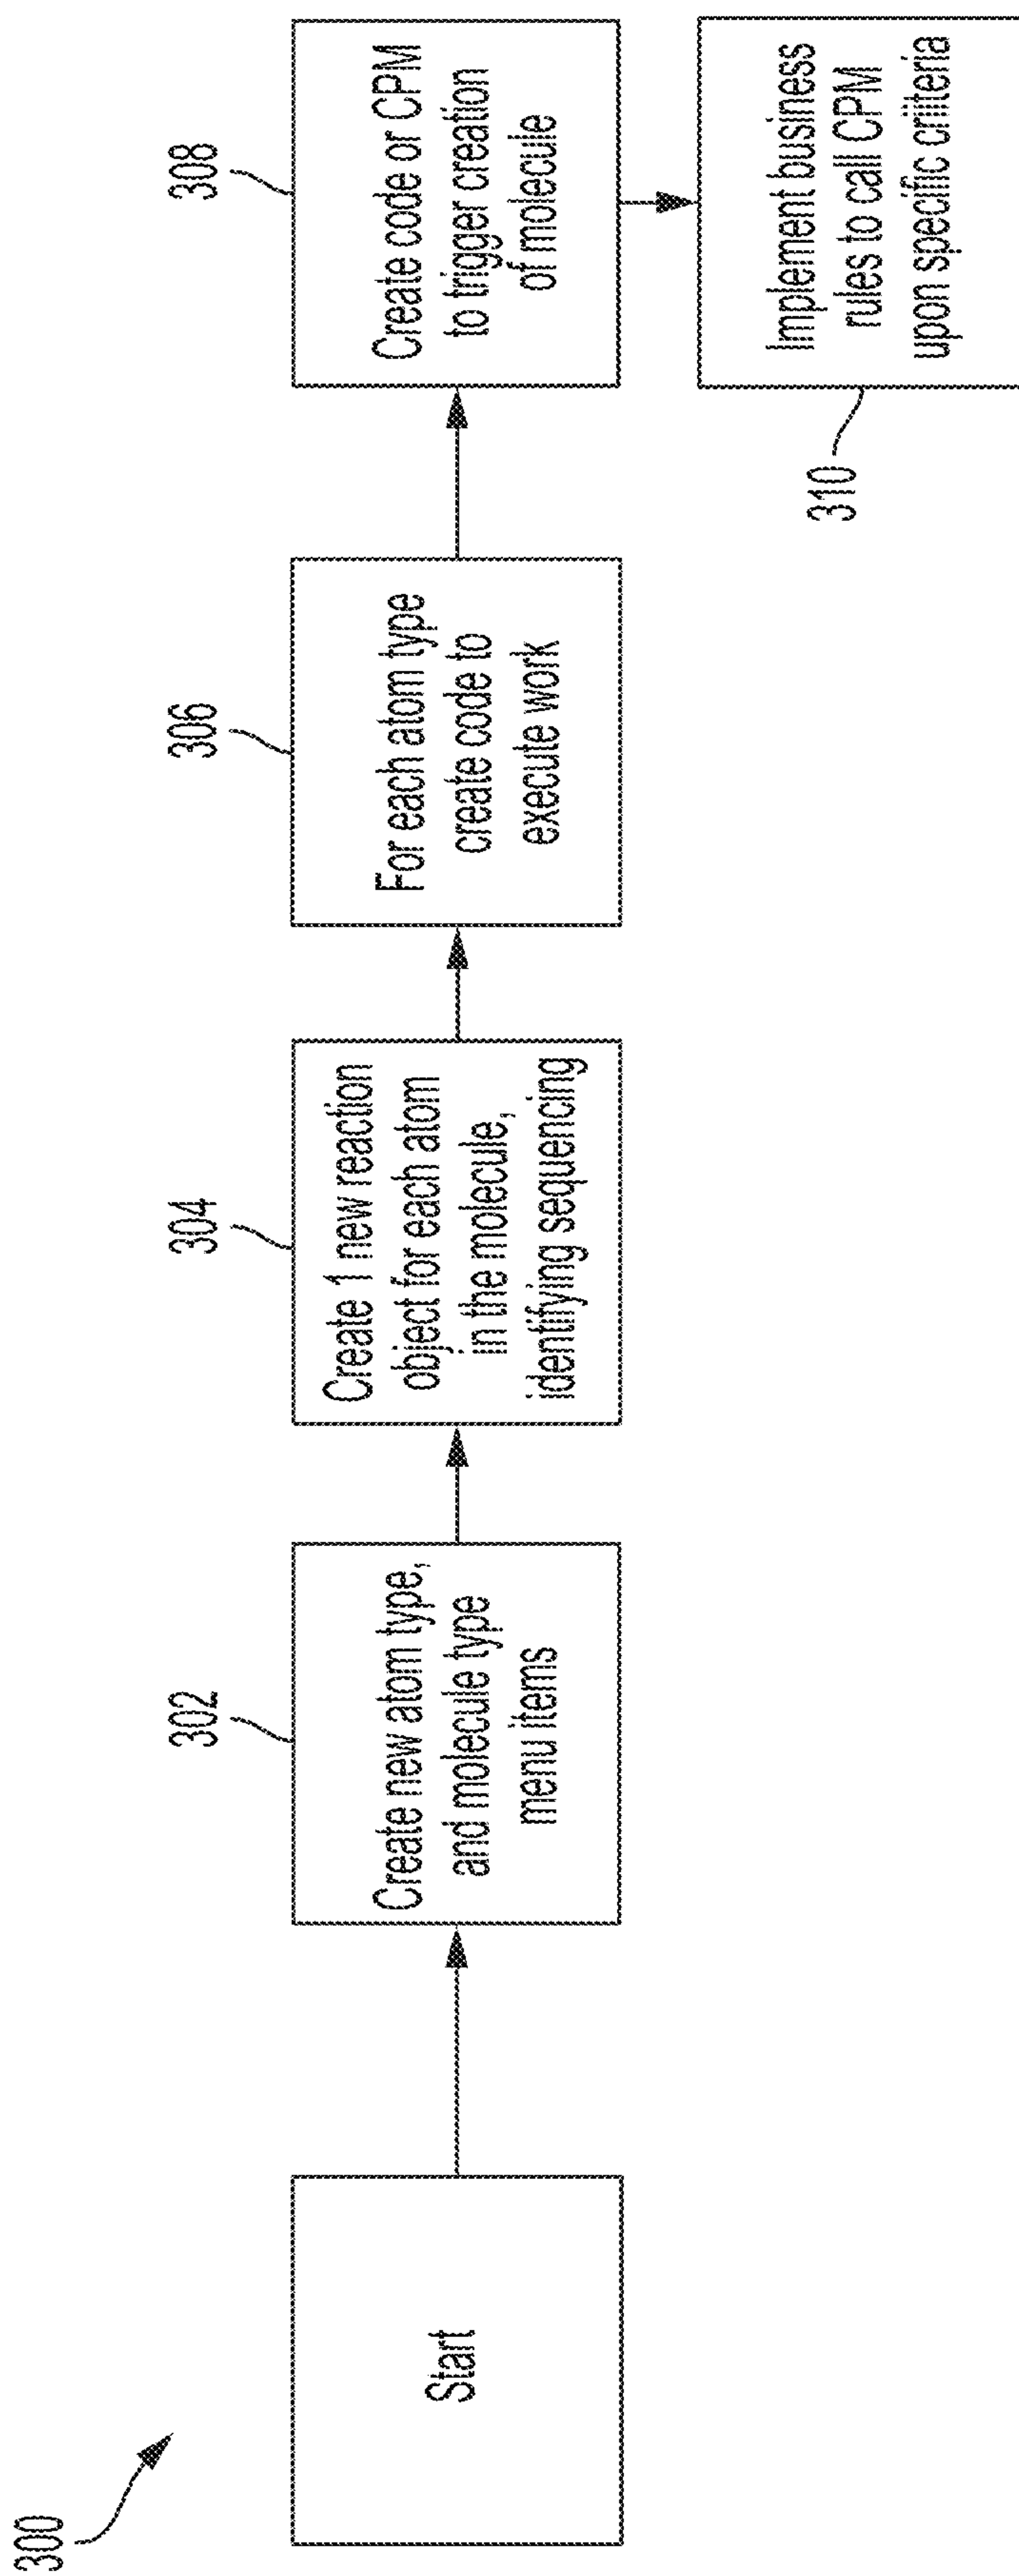 300
Start
302
Create new atom type,
and molecule type
menu items
304
Create 1 new reaction
object for each atom
in the molecule,
identifying sequencing
306
For each atom type
create code to
execute work
308
Create code or CPM
to trigger creation
of molecule
310
Implement business
rules to call CPM
upon specific criiteria